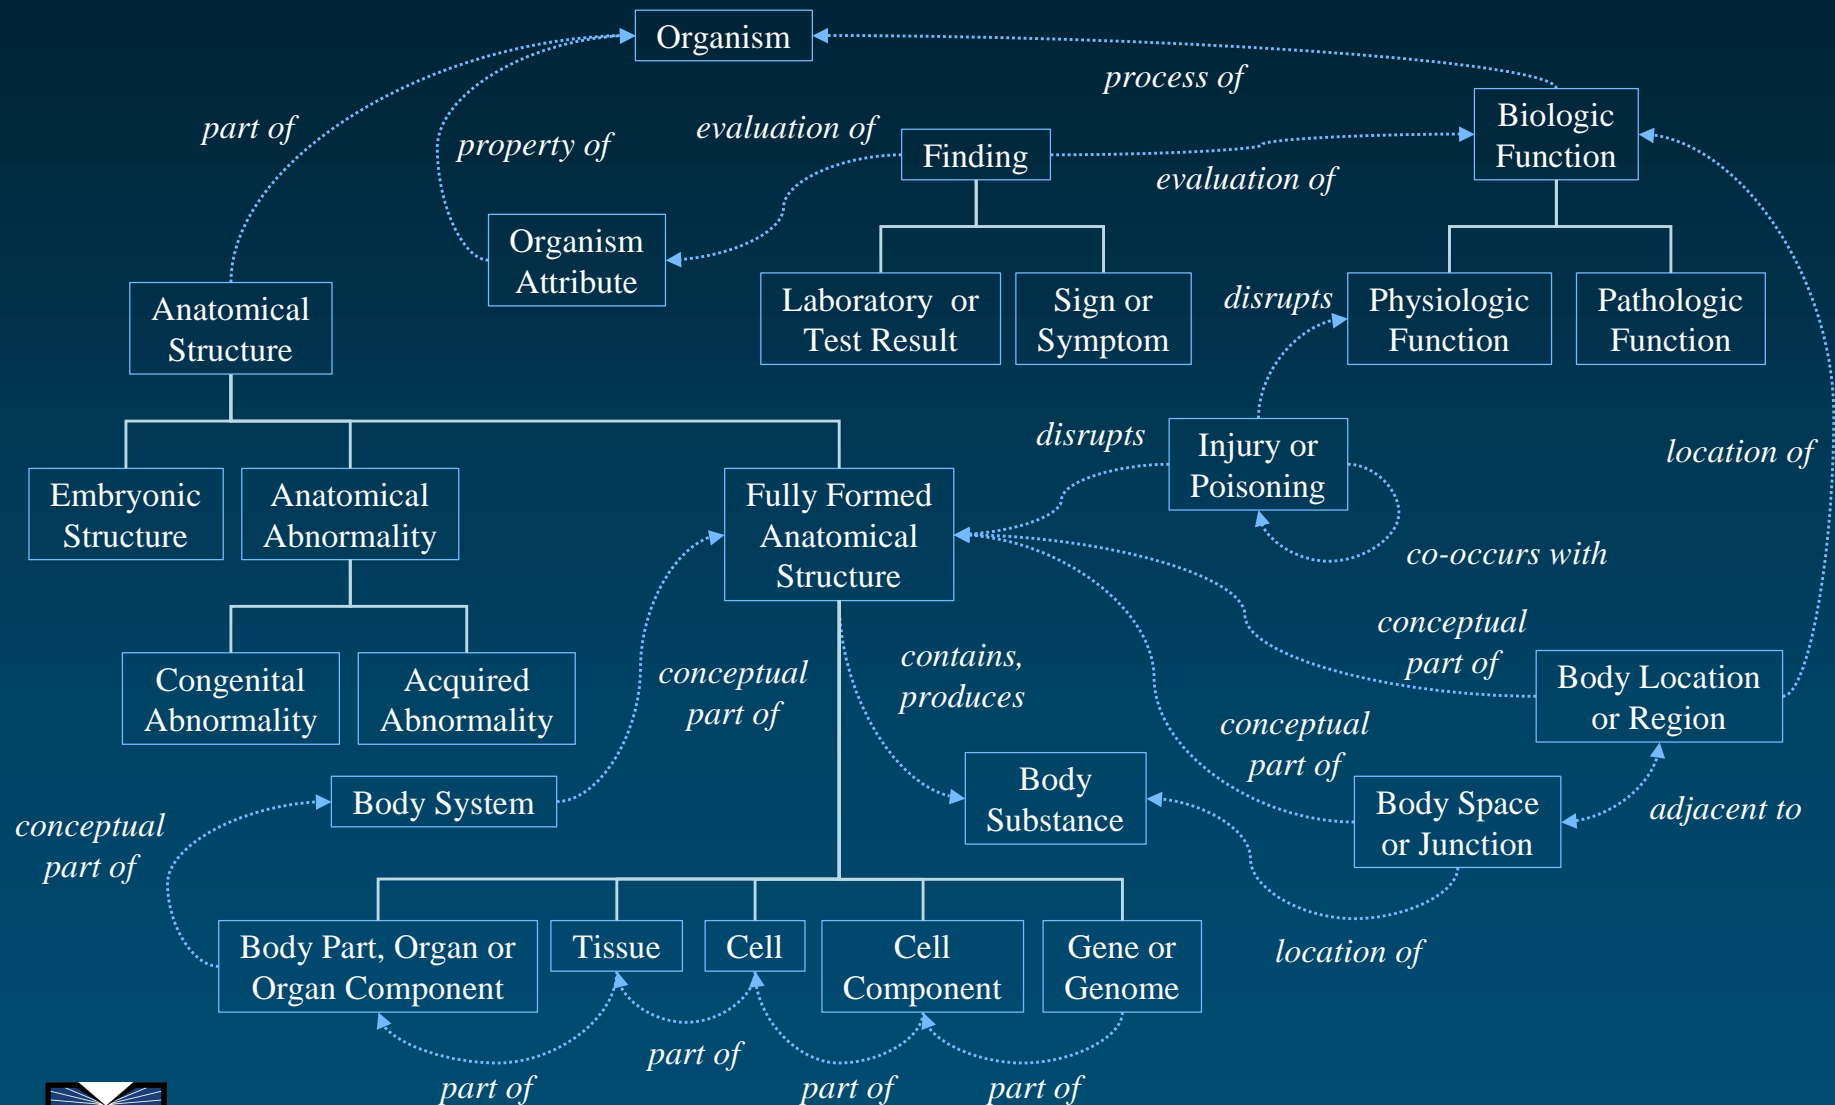 Organism
process of
part of
property of
evaluation of
Finding
evaluation of
Biologic
Function
Organism
Attribute
Anatomical
Structure
Laboratory or
Test Result
Sign or
Symptom
disrupts
Physiologic
Function
Pathologic
Function
disrupts
Injury or
Poisoning
location of
Embryonic
Structure
Anatomical
Abnormality
Fully Formed
Anatomical
Structure
co-occurs with
Congenital
Abnormality
Acquired
Abnormality
conceptual
part of
contains,
produces
conceptual
part of
Body Location
or Region
conceptual
part of
Body System
Body
Substance
Body Space
or Junction
adjacent to
conceptual
part of
Body Part, Organ or
Organ Component
Tissue
Cell
Cell
Component
Gene or
Genome
location of
part of
part of
part of
part of